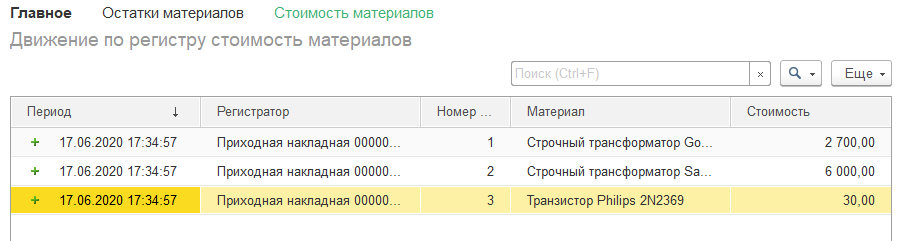 Главное Остатки материалов Стоимость материалов
Движение по регистру стоимость материалов
Поиск (Ctrl+F) × Еще
Период ↓ Регистратор Номер ... Материал Стоимость
+ 17.06.2020 17:34:57 Приходная накладная 00000... 1 Строчный трансформатор Go... 2 700,00
+ 17.06.2020 17:34:57 Приходная накладная 00000... 2 Строчный трансформатор Sa... 6 000,00
+ 17.06.2020 17:34:57 Приходная накладная 00000... 3 Транзистор Philips 2N2369 30,00